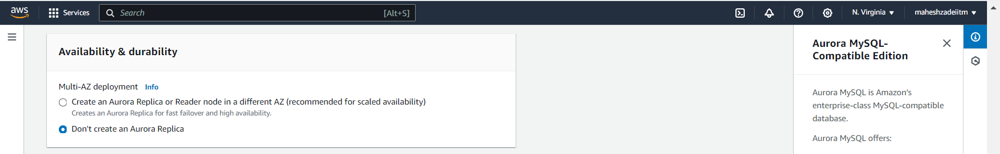 aws
Services
Search
[Alt+S]
N. Virginia
maheshzadeiitm
Availability & durability
Multi-AZ deployment Info
Create an Aurora Replica or Reader node in a different AZ (recommended for scaled availability)
Creates an Aurora Replica for fast failover and high availability.
Don't create an Aurora Replica
Aurora MySQL-
Compatible Edition
Aurora MySQL is Amazon’s
enterprise-class MySQL-compatible
database.
Aurora MySQL offers: